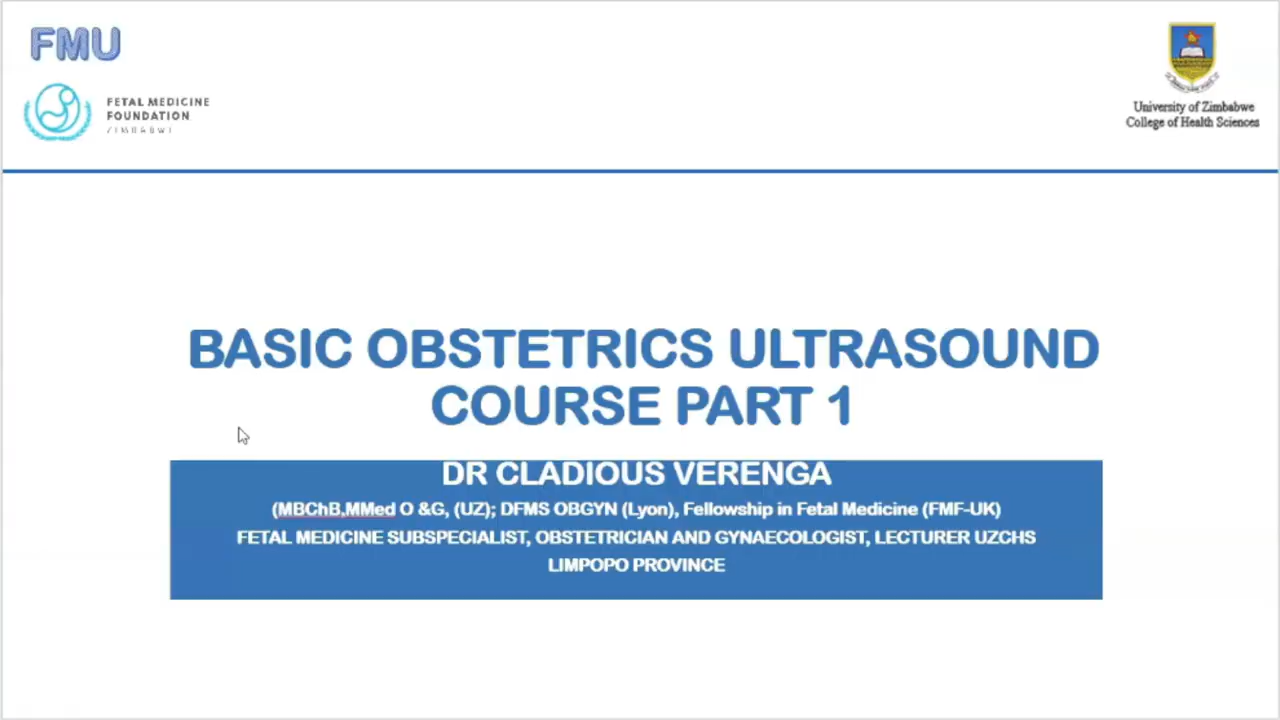 FMU
FETAL MEDICINE
FOUNDATION
ZIMBABWE
University of Zimbabwe
College of Health Sciences
BASIC OBSTETRICS ULTRASOUND
COURSE PART 1
DR CLADIOUS VERENGA
(MBChB,MMed O &G, (UZ); DFMS OBGYN (Lyon), Fellowship in Fetal Medicine (FMF-UK)
FETAL MEDICINE SUBSPECIALIST, OBSTETRICIAN AND GYNAECOLOGIST, LECTURER UZCHS
LIMPOPO PROVINCE